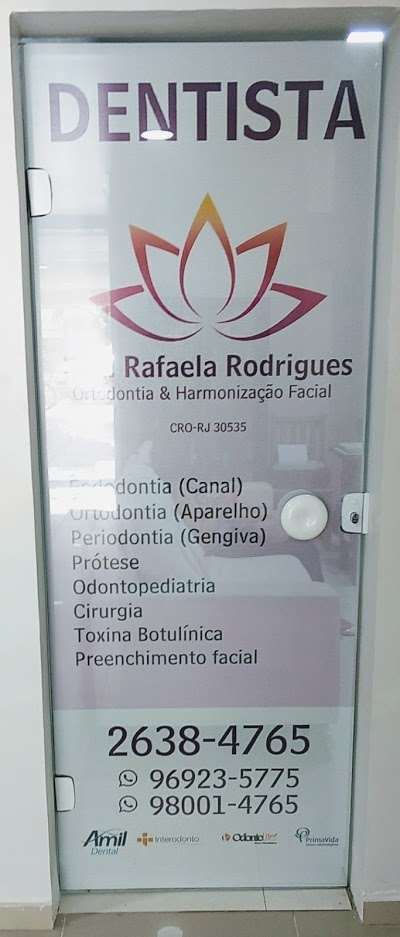 DENTISTA
Rafaela Rodrigues
Ortodontia & Harmonização Facial
CRO-RJ 30535
Endodontia (Canal)
Ortodontia (Aparelho)
Periodontia (Gengiva)
Prótese
Odontopediatria
Cirurgia
Toxina Botulínica
Preenchimento facial
2638-4765
96923-5775
98001-4765
Amil Dental Interodonto PrimaVida